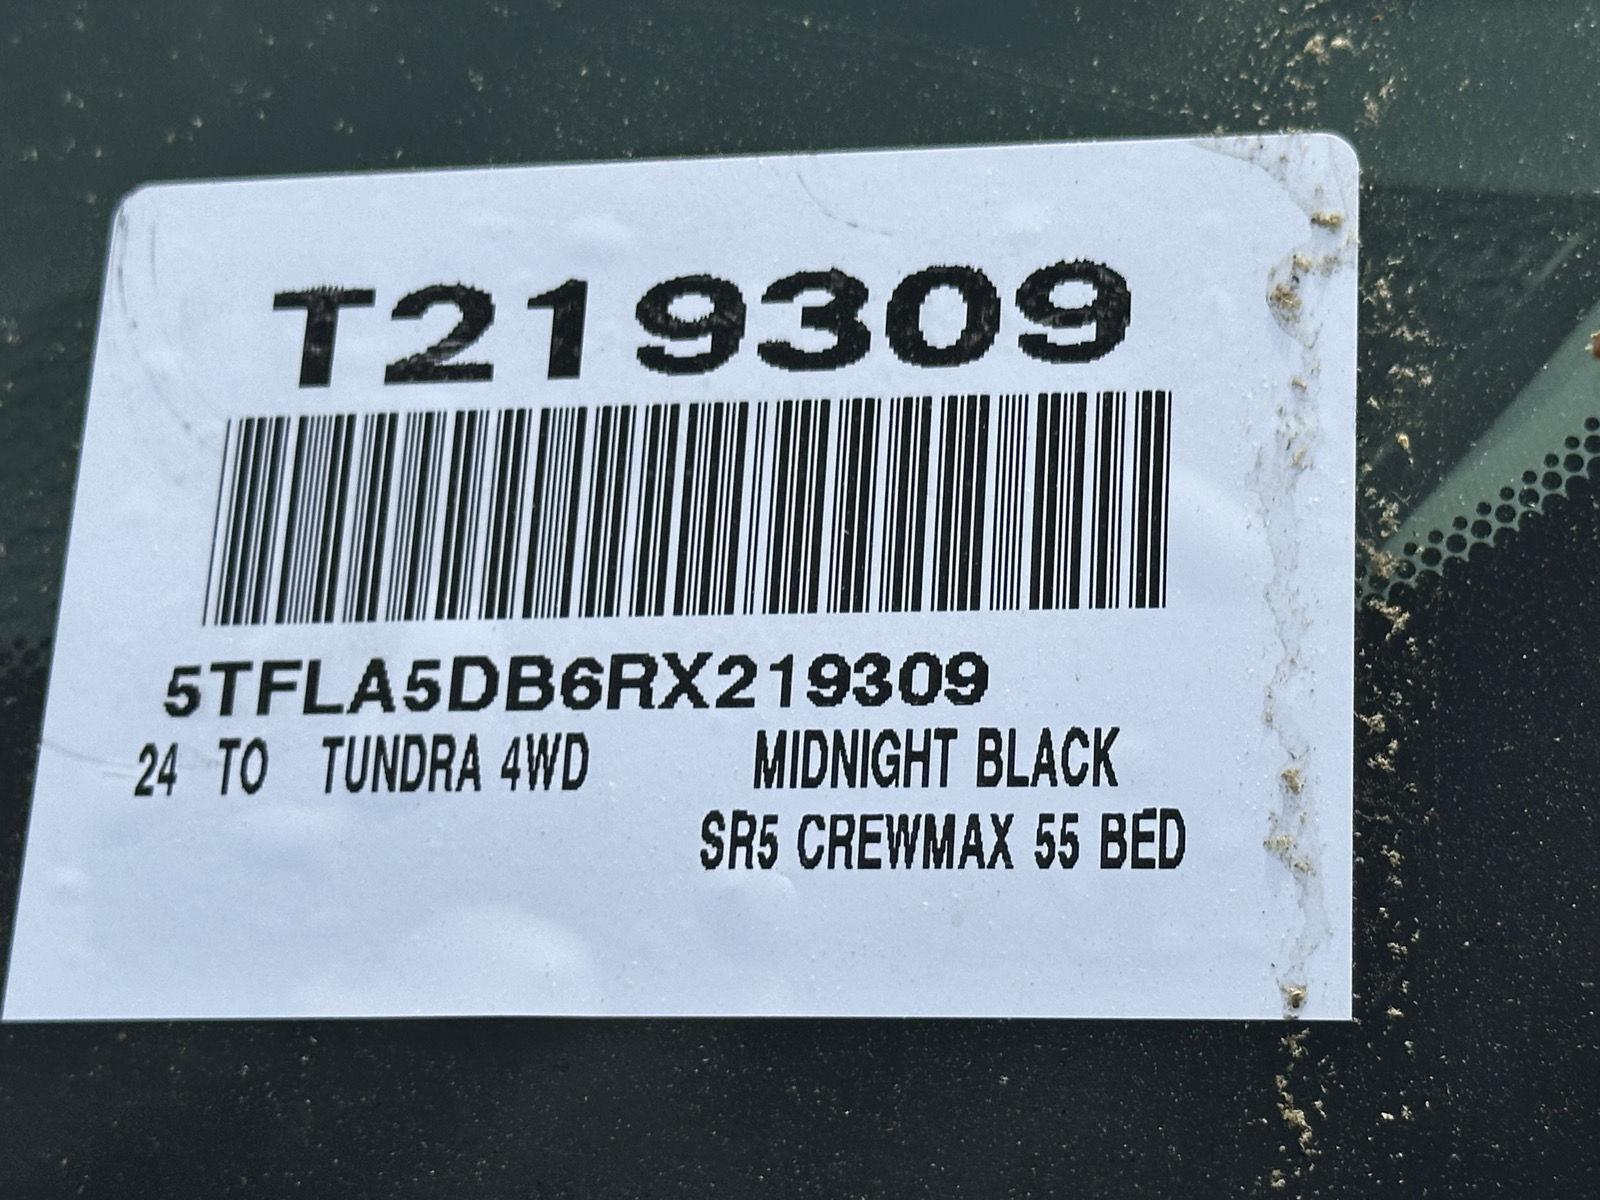 T219309
5TFLA5DB6RX219309
24 TO TUNDRA 4WD MIDNIGHT BLACK
SR5 CREWMAX 55 BED